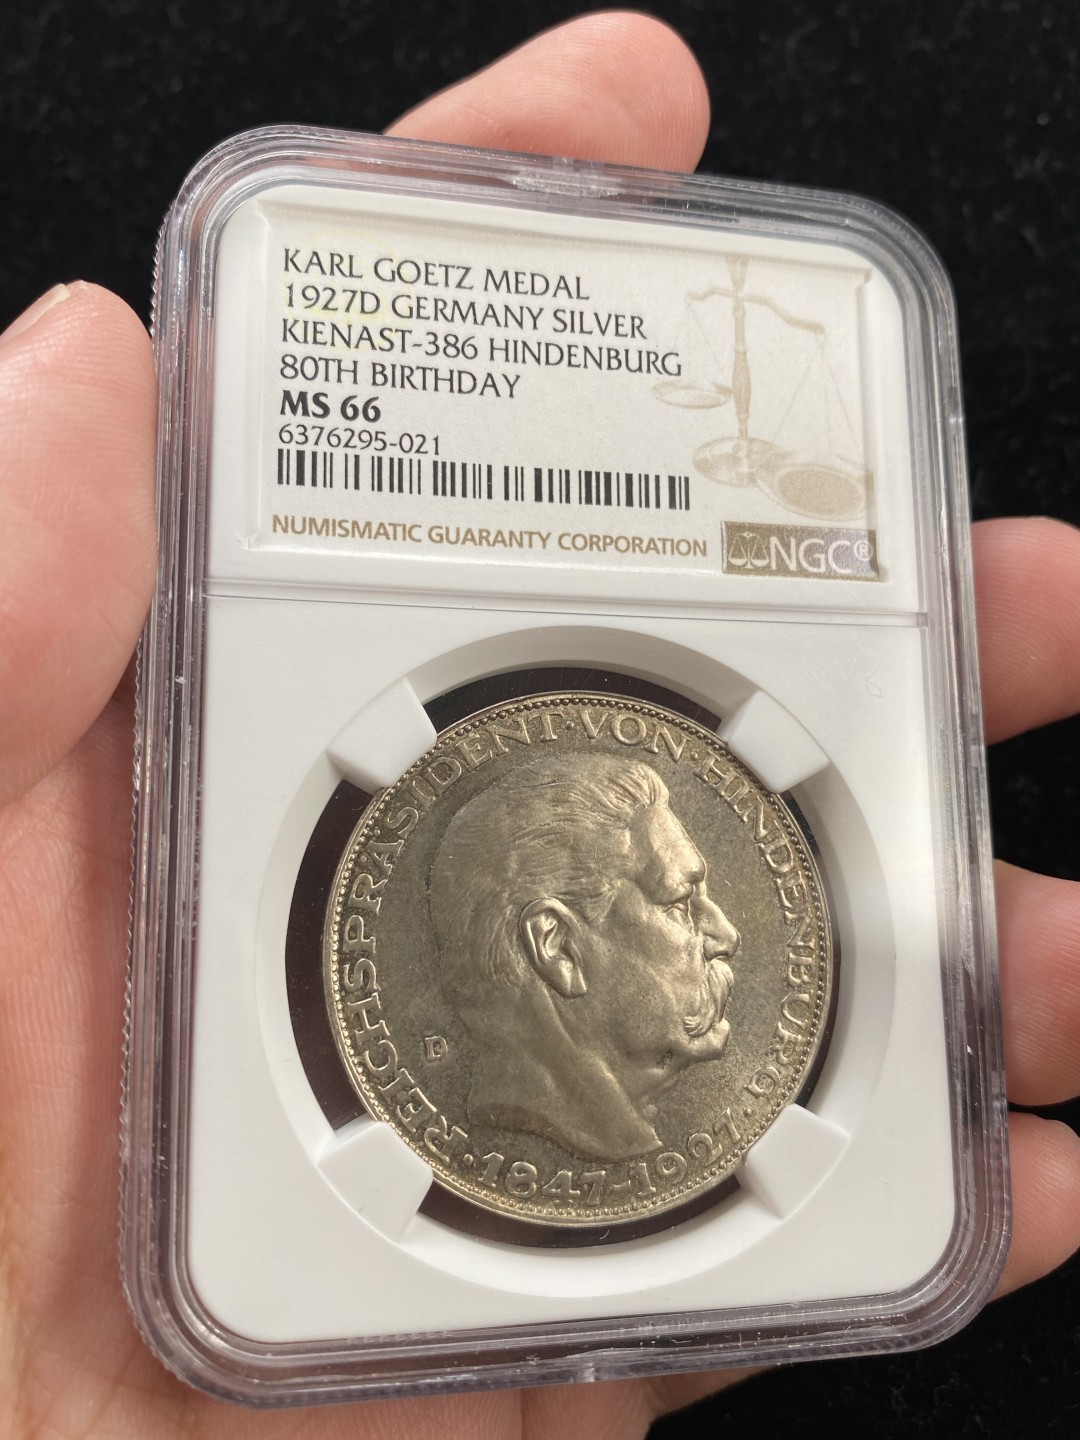 KARL GOETZ MEDAL
1927D GERMANY SILVER
KIENAST-386 HINDENBURG
80TH BIRTHDAY
MS 66
6376295-021
NUMISMATIC GUARANTY CORPORATION
NGC®
REICHSPRÄSIDENT·VON·HINDENBURG·
1847-1927·
D